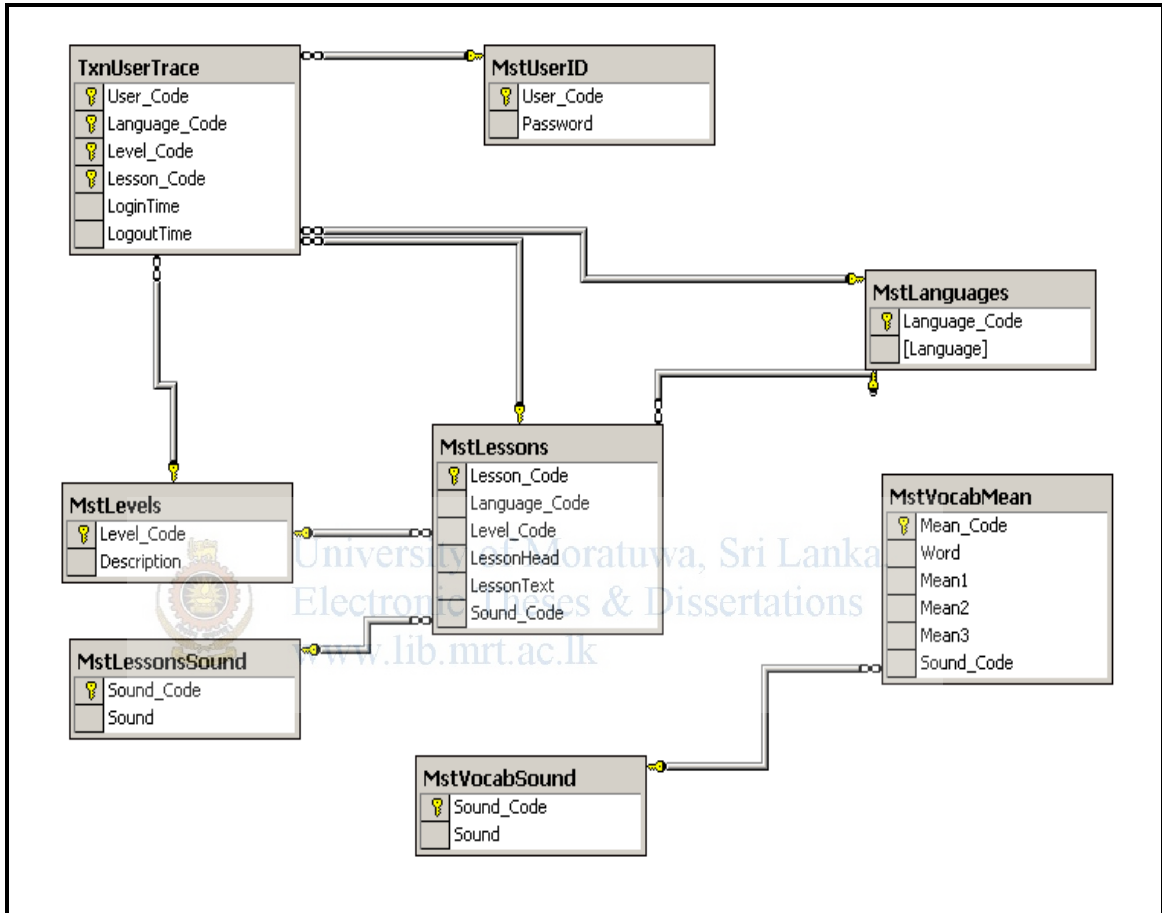 TxnUserTrace
User_Code
Language_Code
Level_Code
Lesson_Code
LoginTime
LogoutTime
MstUserID
User_Code
Password
MstLanguages
Language_Code
[Language]
MstLessons
Lesson_Code
Language_Code
Level_Code
LessonHead
LessonText
Sound_Code
MstLevels
Level_Code
Description
MstVocabMean
Mean_Code
Word
Mean1
Mean2
Mean3
Sound_Code
MstLessonsSound
Sound_Code
Sound
MstVocabSound
Sound_Code
Sound
University of Moratuwa, Sri Lanka
Electronic Theses & Dissertations
www.lib.mrt.ac.lk